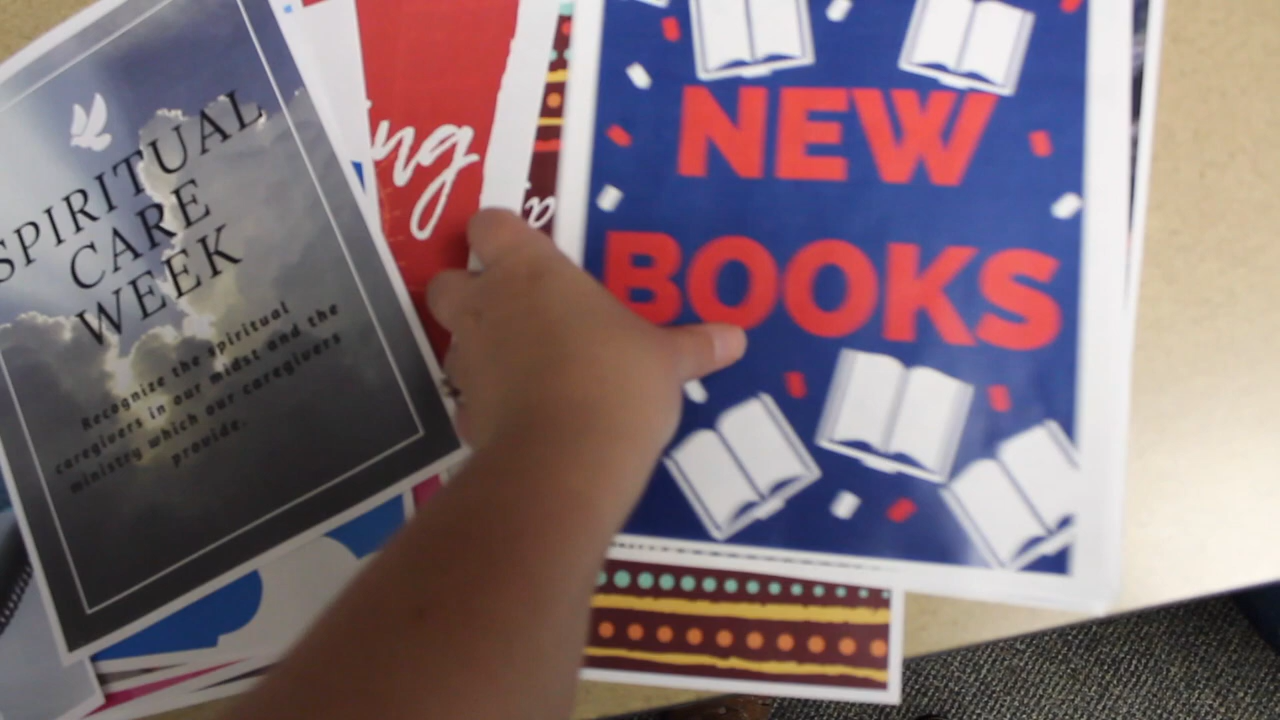 SPIRITUAL
CARE
WEEK
Recognize the spiritual
caregivers in our midst and the
ministry which our caregivers
provide.
NEW
BOOKS